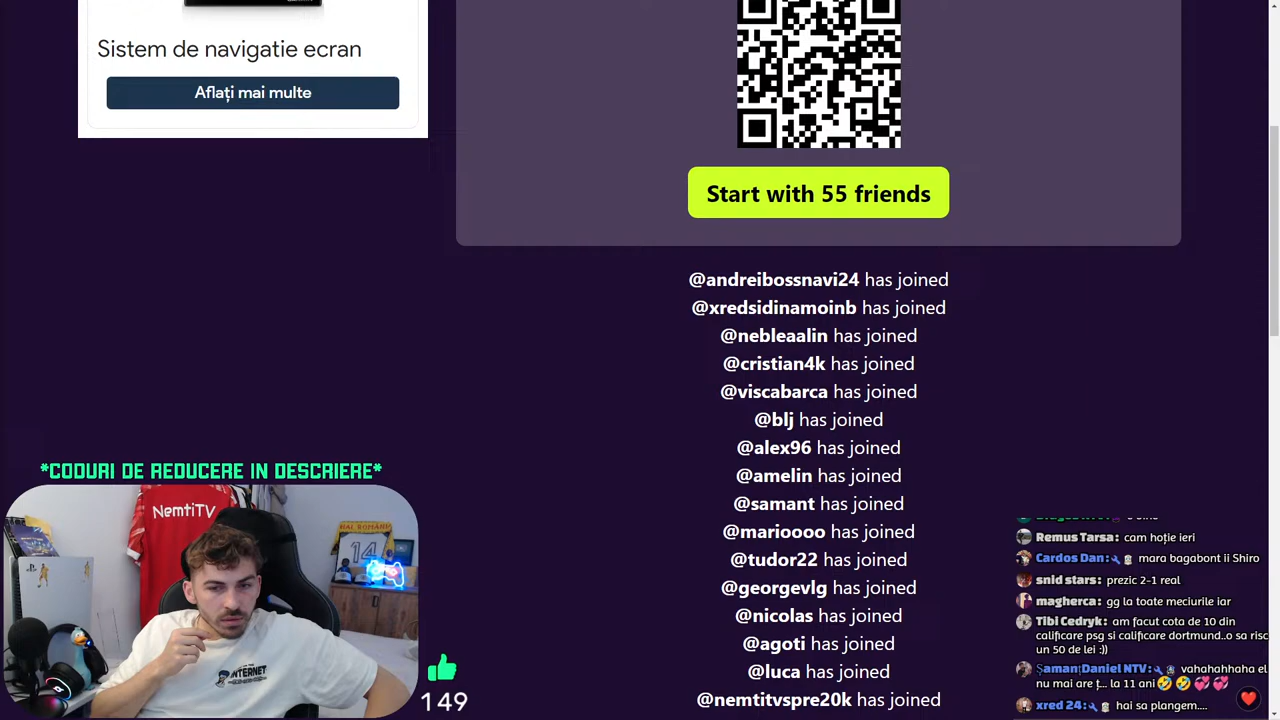 Sistem de navigatie ecran
Aflați mai multe
Start with 55 friends
@andreibossnavi24 has joined
@xredsidinamoinb has joined
@nebleaalin has joined
@cristian4k has joined
@viscabarca has joined
@blj has joined
@alex96 has joined
@amelin has joined
@samant has joined
@marioooo has joined
@tudor22 has joined
@georgevlg has joined
@nicolas has joined
@agoti has joined
@luca has joined
@nemtitvspre20k has joined
*CODURI DE REDUCERE IN DESCRIERE*
NemtiTV
14
INTERNET
149
Remus Tarsa: cam hoție ieri
Cardos Dan: mara bagabont ii Shiro
snid stars: prezic 2-1 real
magherca: gg la toate meciurile iar
Tibi Cedryk: am facut cota de 10 din
calificare psg si calificare dortmund..o sa risc
un 50 de lei :))
Șaman;Daniel NTV: vahahahhaha el
nu mai are ț... la 11 ani🤣🤣💞💞
xred 24: hai sa plangem....